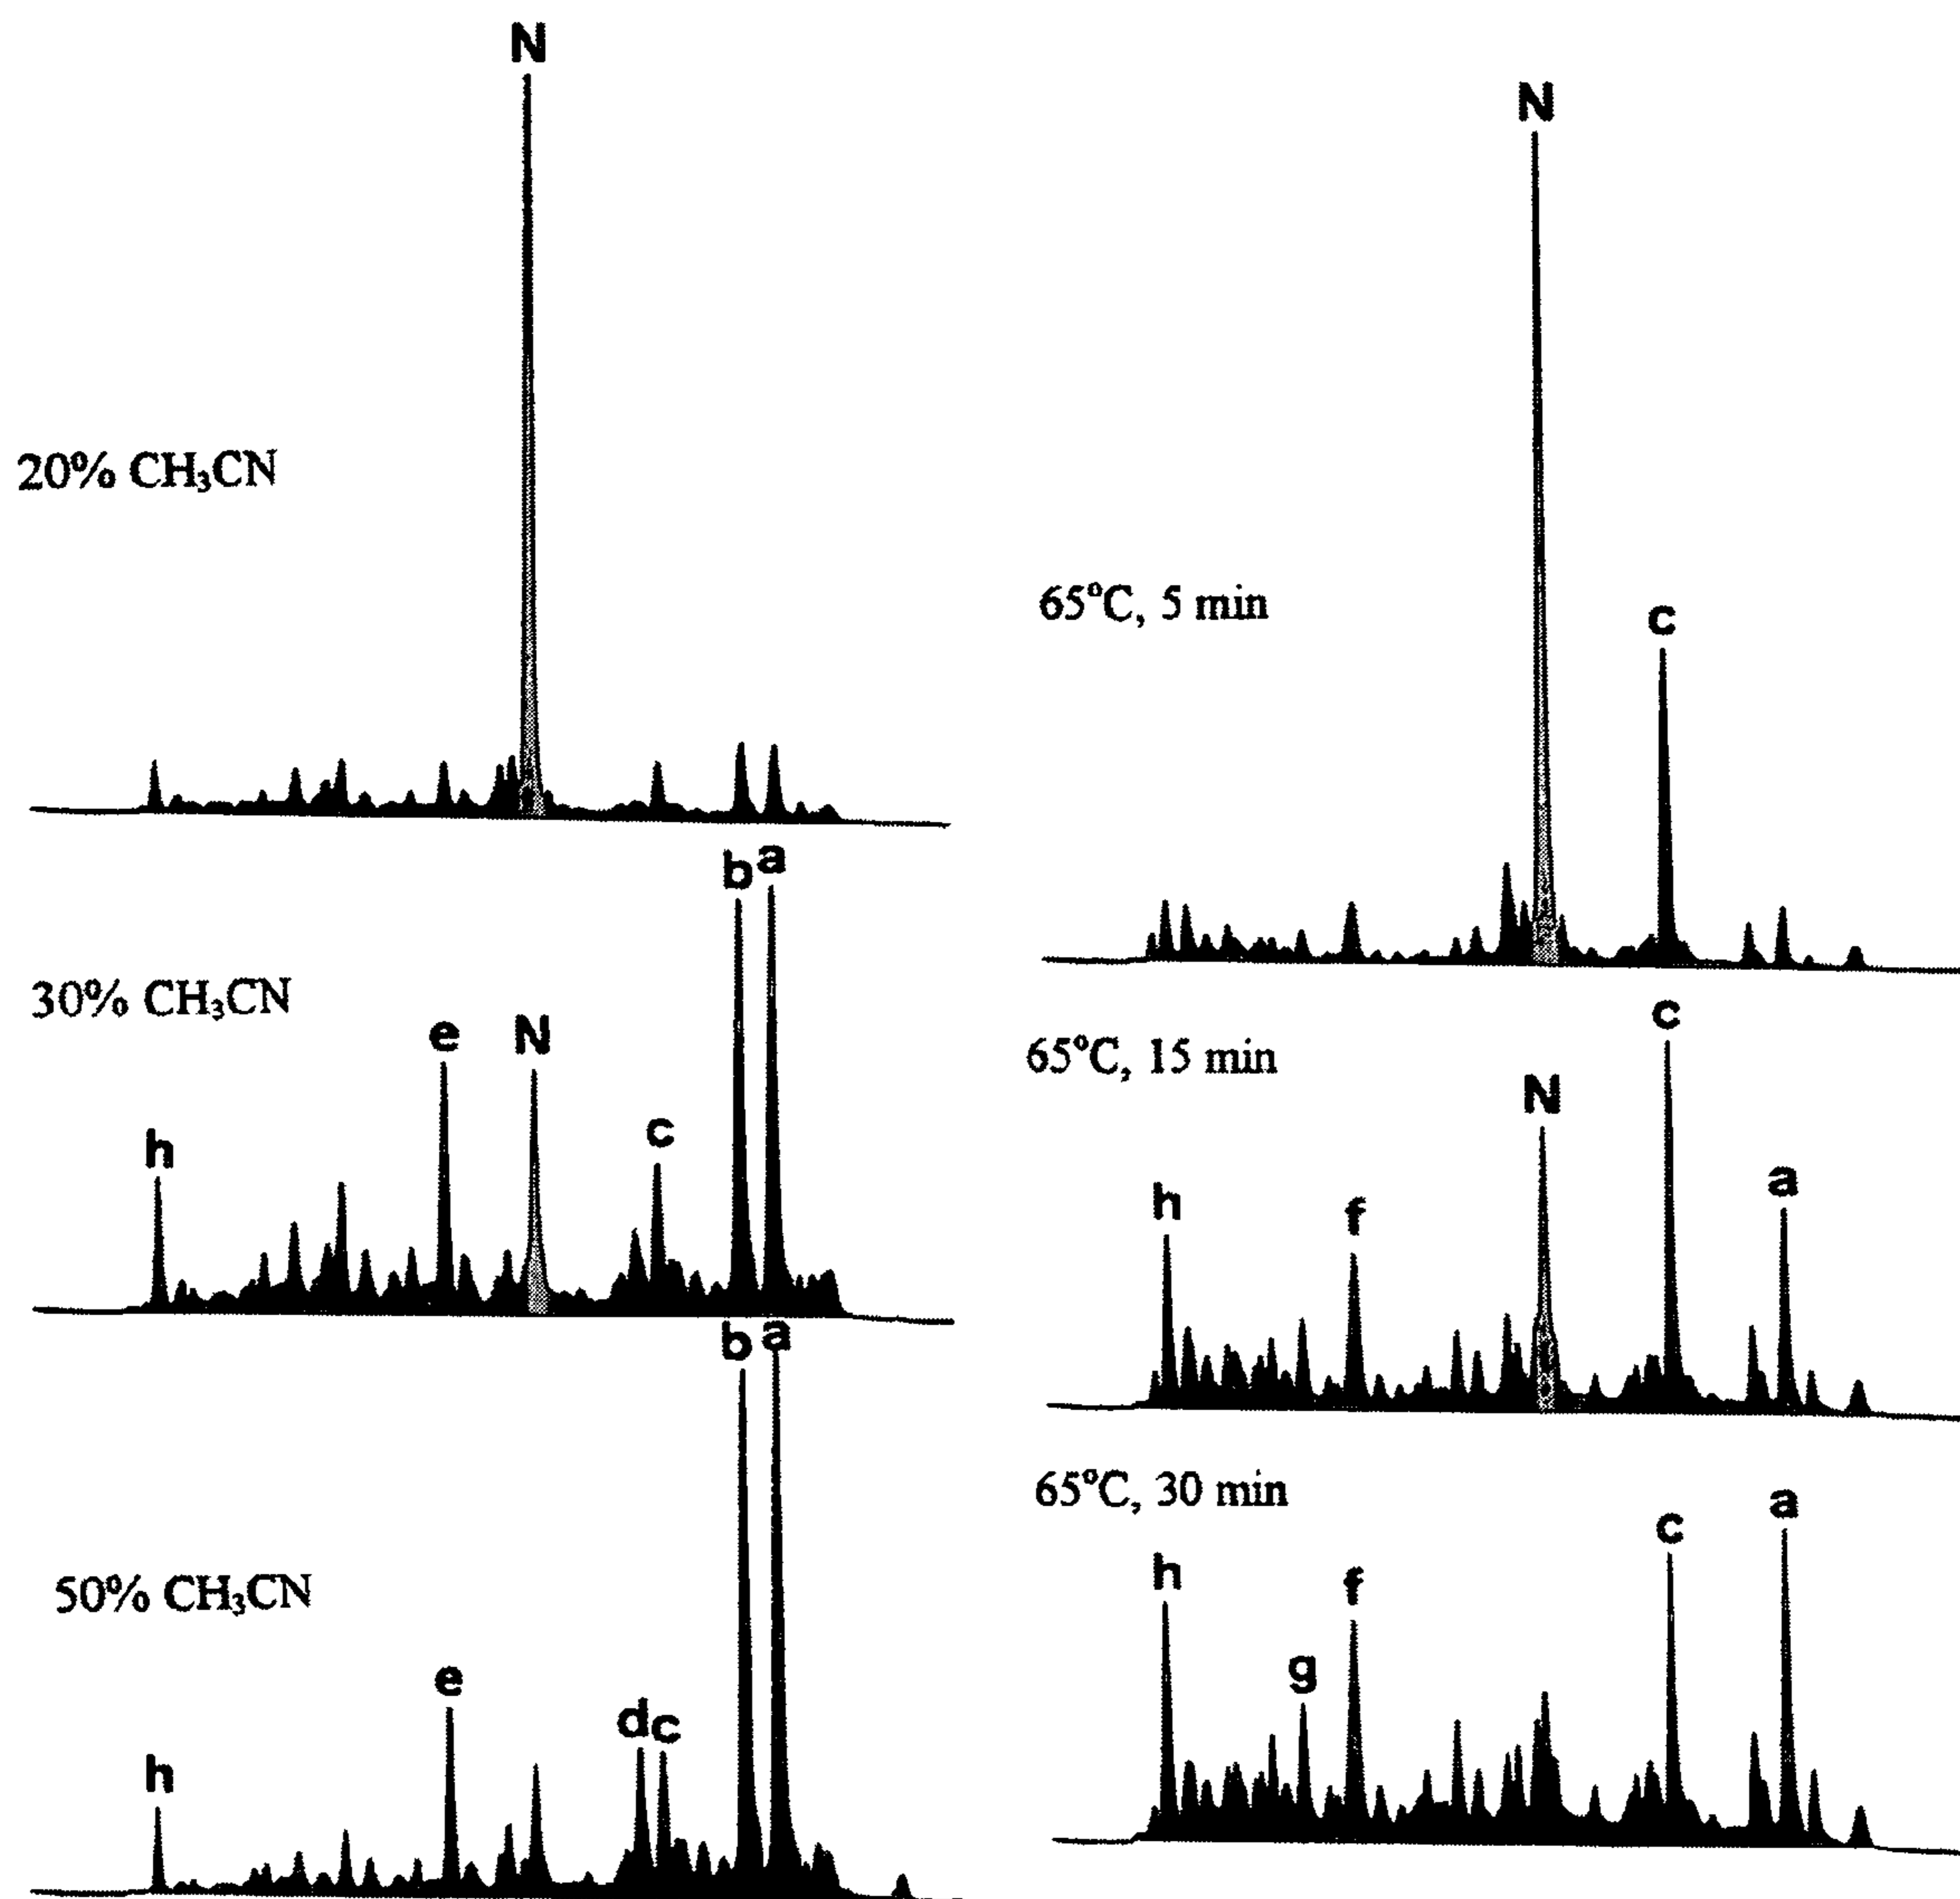 N
20% CH₃CN
b a
30% CH₃CN
e N
c
h
b a
50% CH₃CN
e
d c
h
N
65°C, 5 min
c
c
65°C, 15 min
N
a
h
f
65°C, 30 min
a
c
h
f
g